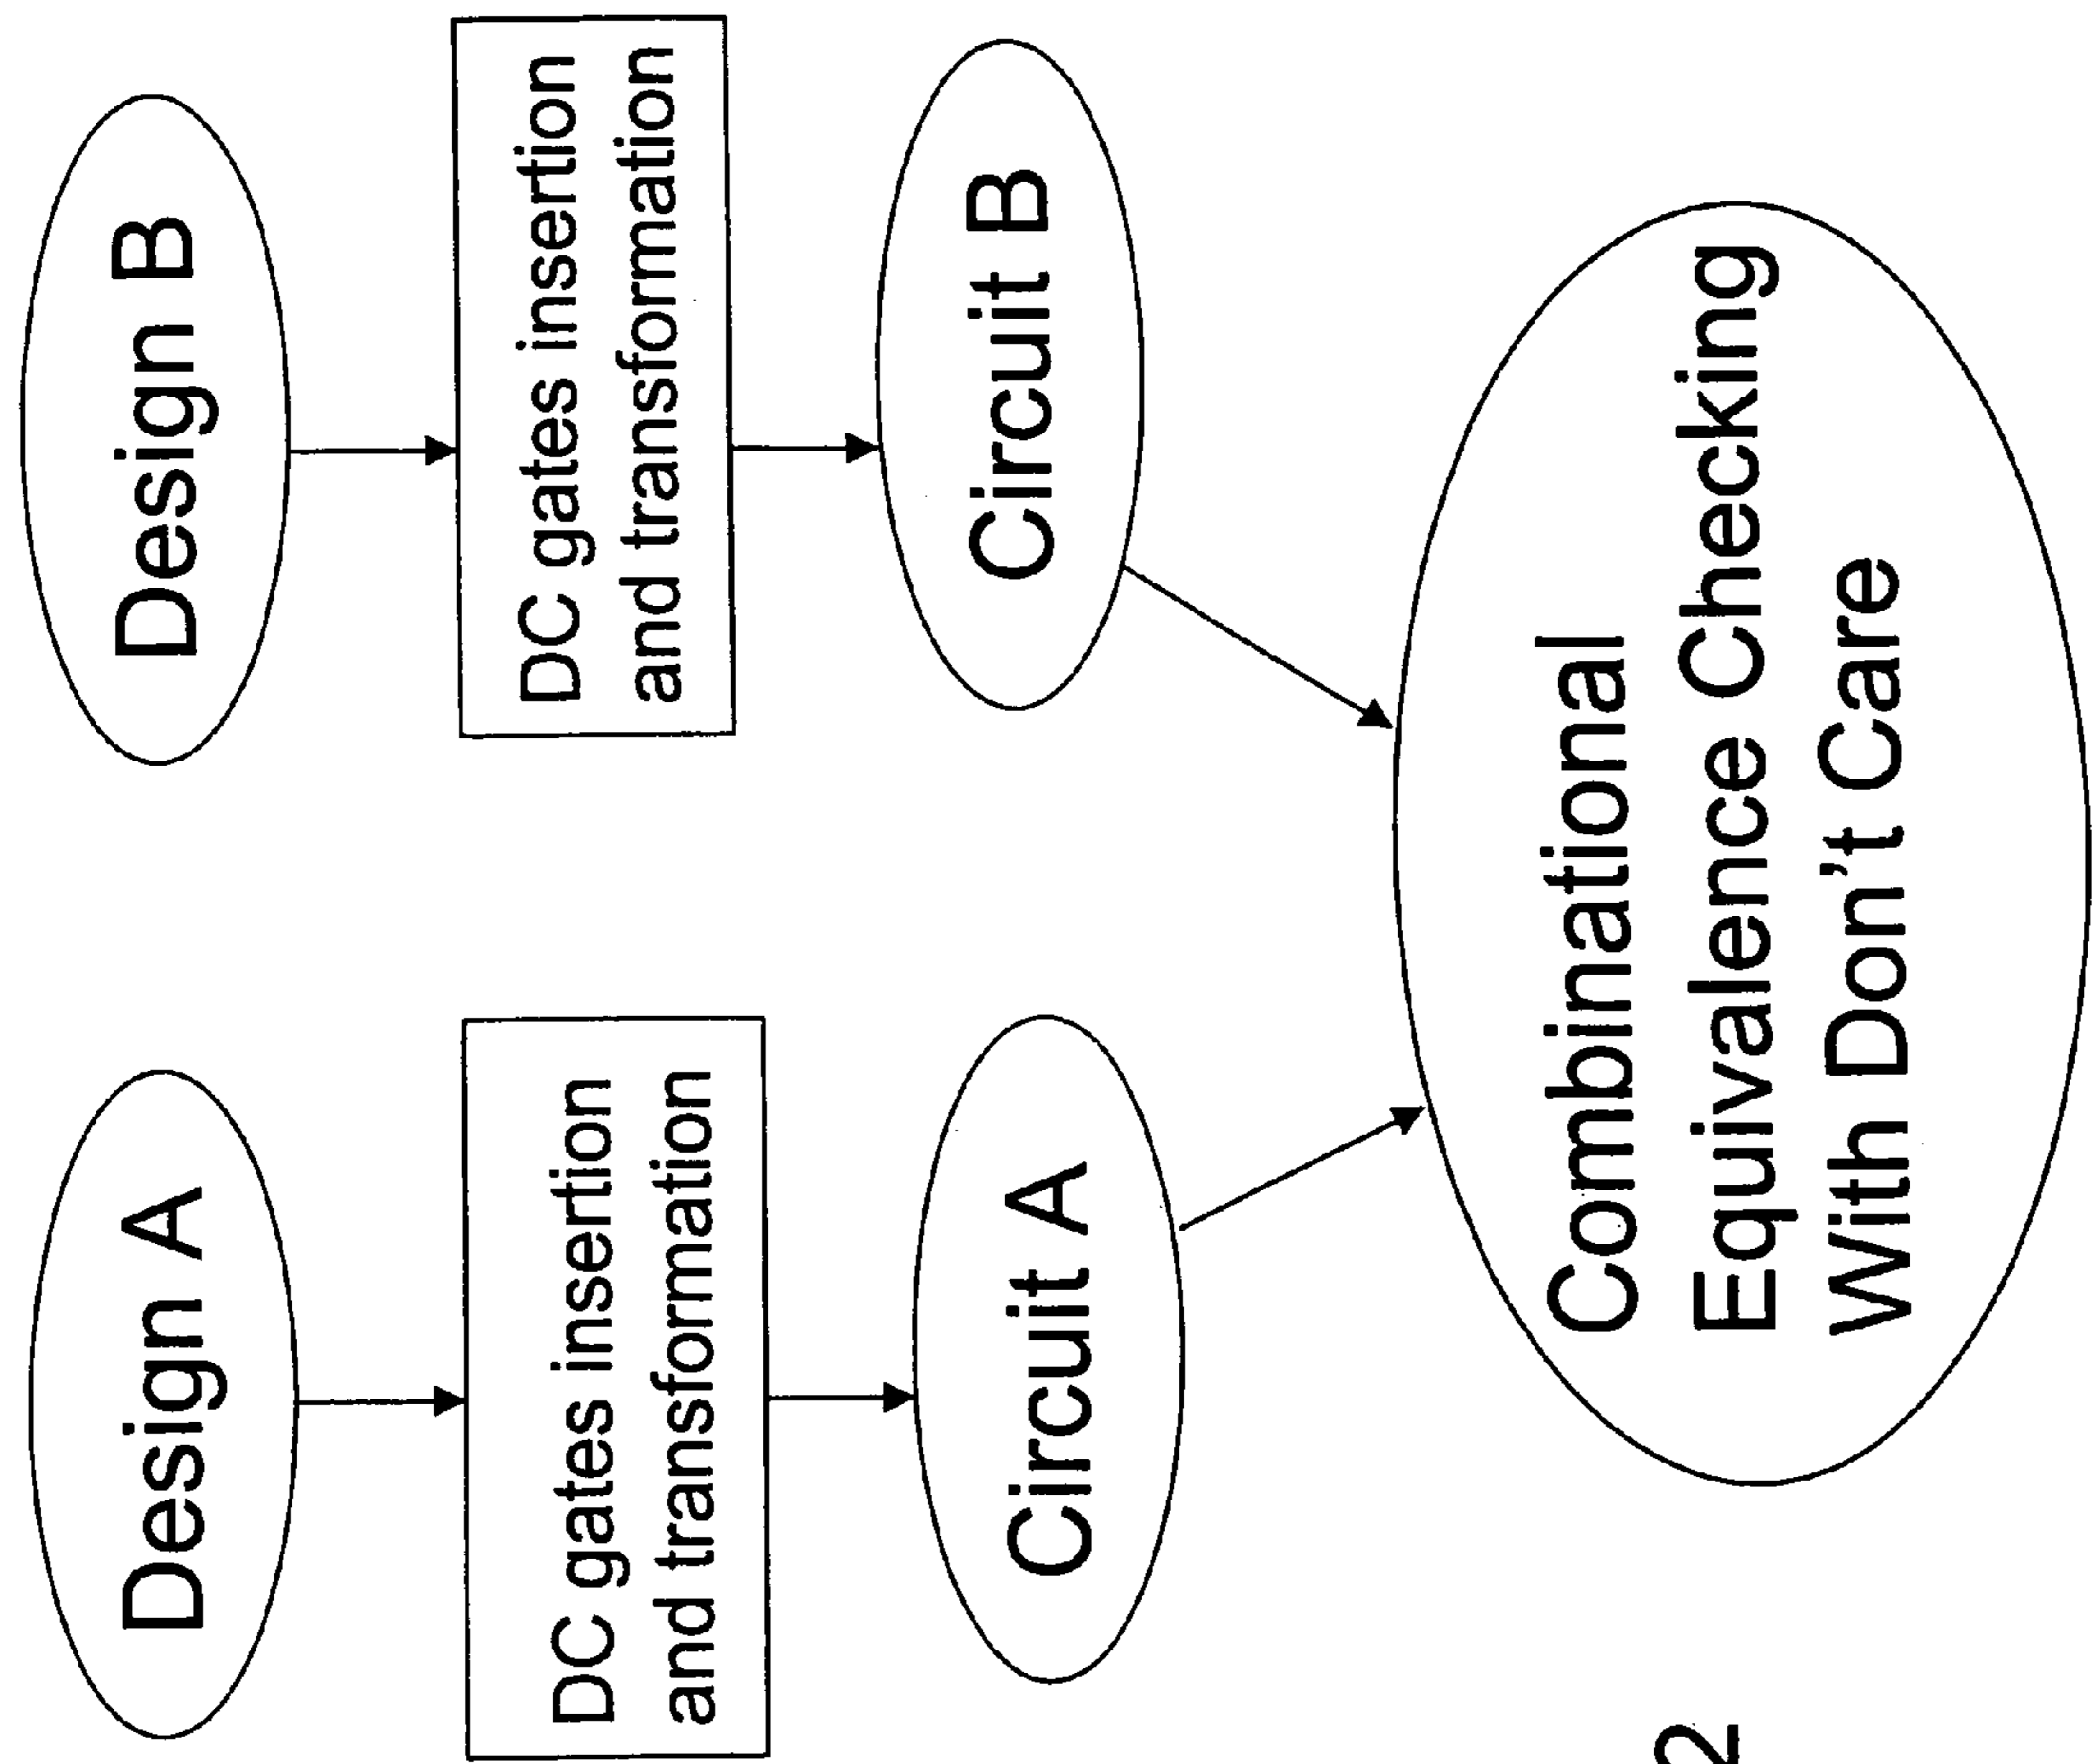 Design A
Design B
DC gates insertion
and transformation
DC gates insertion
and transformation
Circuit A
Circuit B
Combinational
Equivalence Checking
With Don't Care
2